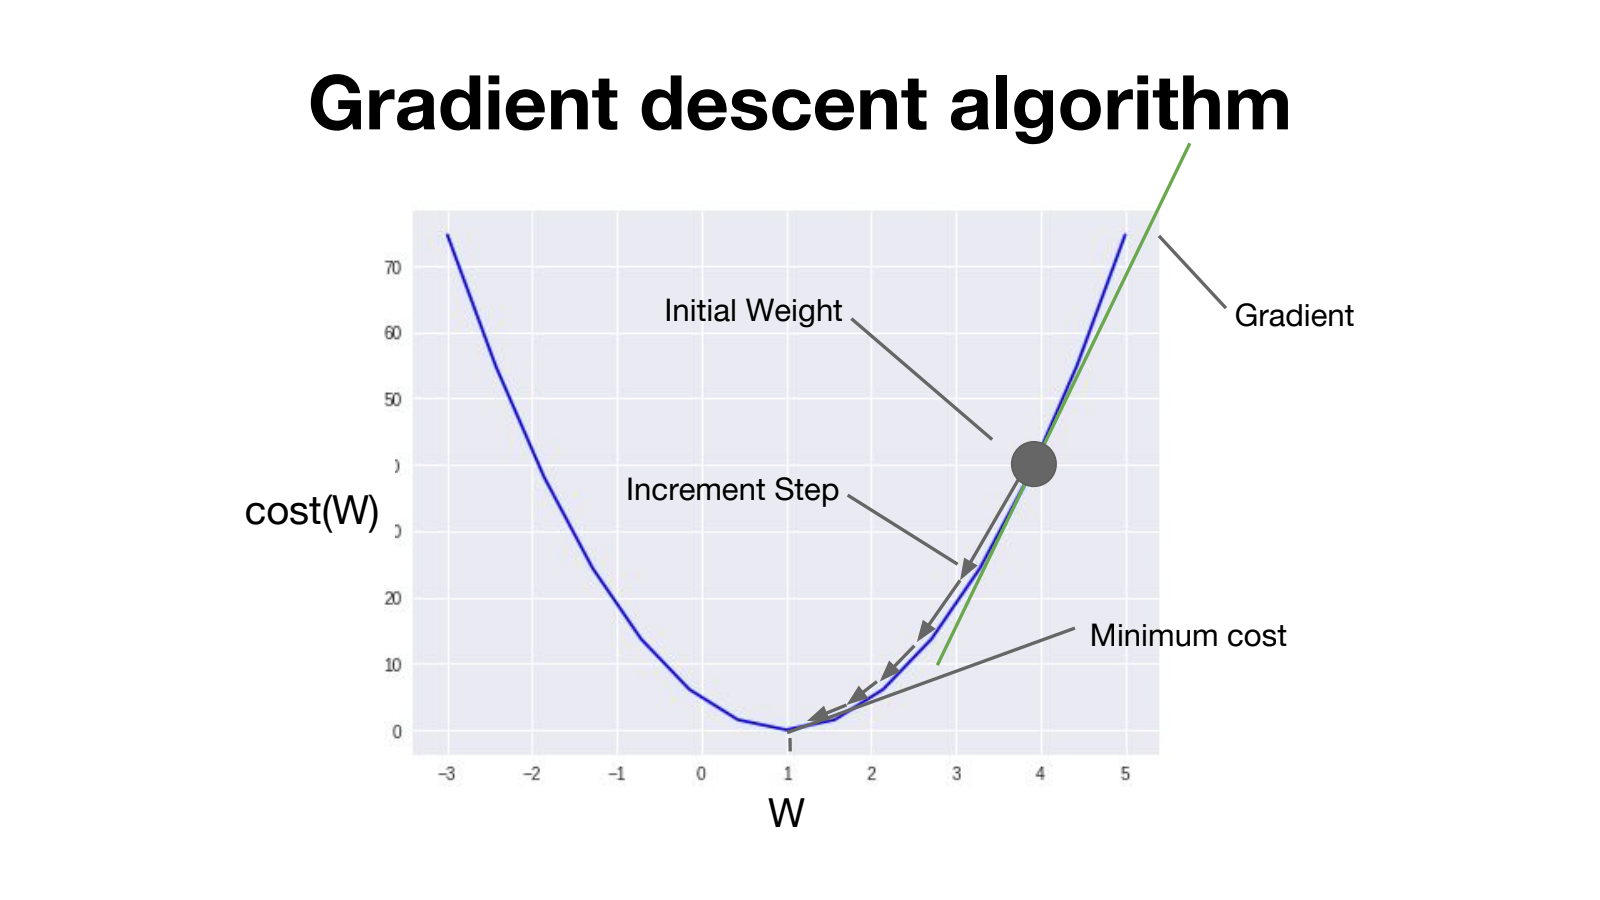 Gradient descent algorithm
70
Initial Weight
Gradient
60
50
Increment Step
cost(W)
20
Minimum cost
10
0
−3 −2 −1 0 1 2 3 4 5
W